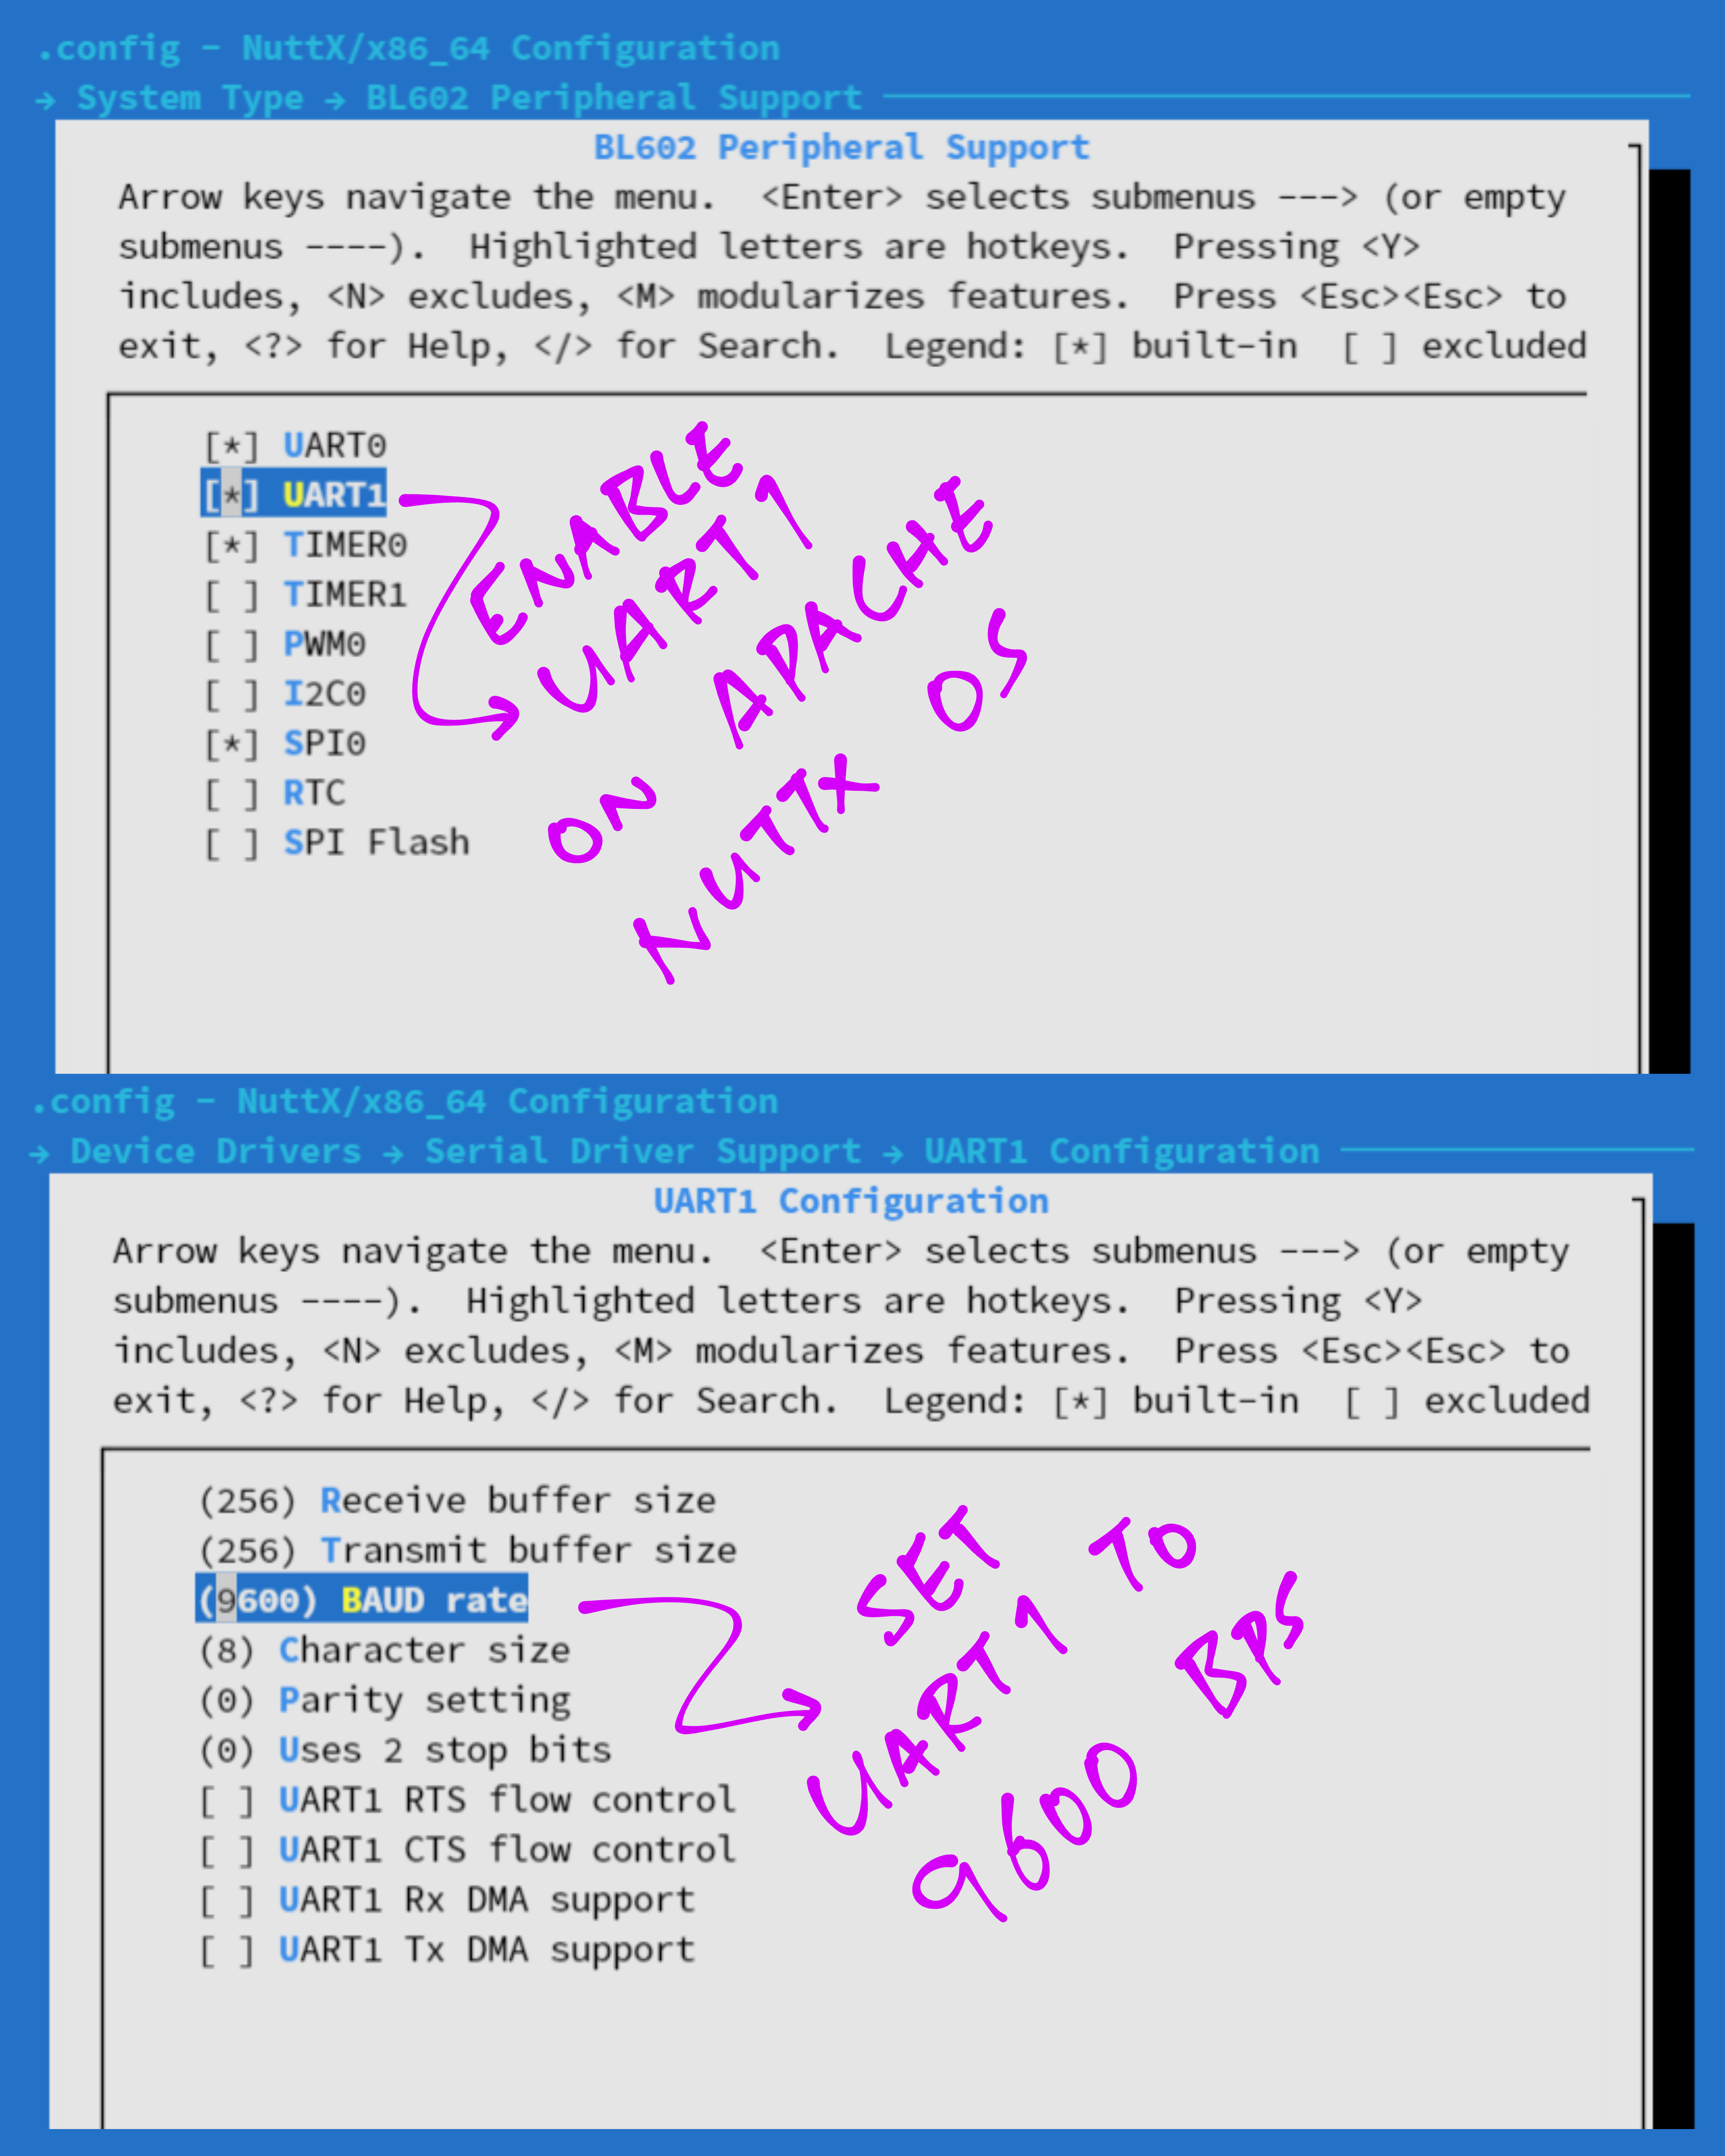 .config - NuttX/x86_64 Configuration
→ System Type → BL602 Peripheral Support
BL602 Peripheral Support
Arrow keys navigate the menu.  <Enter> selects submenus ---> (or empty
submenus ----).  Highlighted letters are hotkeys.  Pressing <Y>
includes, <N> excludes, <M> modularizes features.  Press <Esc><Esc> to
exit, <?> for Help, </> for Search.  Legend: [*] built-in  [ ] excluded
[*] UART0
[*] UART1
[*] TIMER0
[ ] TIMER1
[ ] PWM0
[ ] I2C0
[*] SPI0
[ ] RTC
[ ] SPI Flash
ENABLE
UART1
ON APACHE
NUTTX OS
.config - NuttX/x86_64 Configuration
→ Device Drivers → Serial Driver Support → UART1 Configuration
UART1 Configuration
Arrow keys navigate the menu.  <Enter> selects submenus ---> (or empty
submenus ----).  Highlighted letters are hotkeys.  Pressing <Y>
includes, <N> excludes, <M> modularizes features.  Press <Esc><Esc> to
exit, <?> for Help, </> for Search.  Legend: [*] built-in  [ ] excluded
(256) Receive buffer size
(256) Transmit buffer size
(9600) BAUD rate
(8) Character size
(0) Parity setting
(0) Uses 2 stop bits
[ ] UART1 RTS flow control
[ ] UART1 CTS flow control
[ ] UART1 Rx DMA support
[ ] UART1 Tx DMA support
SET
UART1 TO
9600 BPS